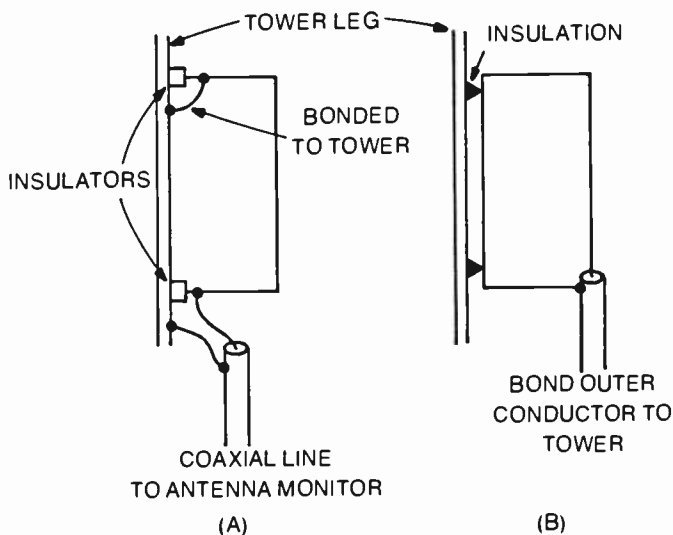 TOWER LEG
INSULATION
BONDED
TO TOWER
INSULATORS
COAXIAL LINE
TO ANTENNA MONITOR
(A)
BOND OUTER
CONDUCTOR TO
TOWER
(B)